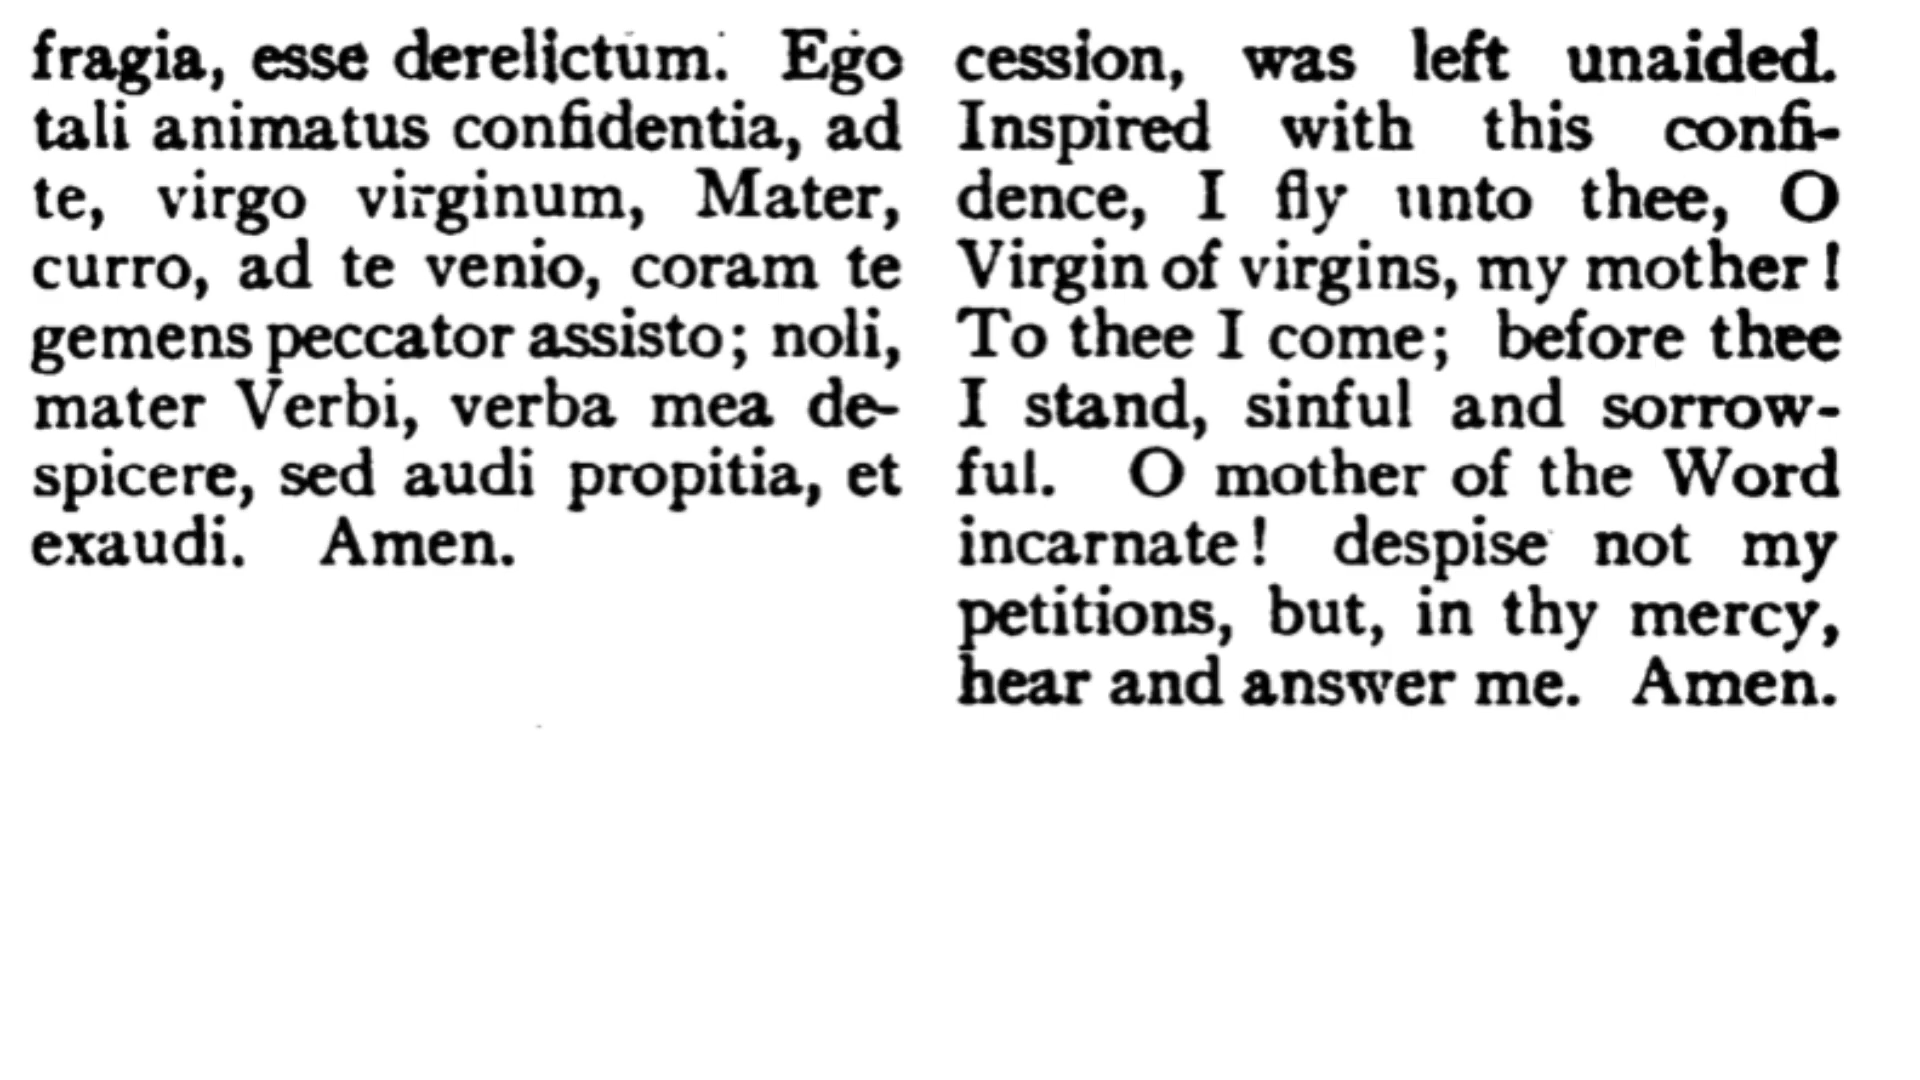 fragia, esse derelictum. Ego
tali animatus confidentia, ad
te, virgo virginum, Mater,
curro, ad te venio, coram te
gemens peccator assisto; noli,
mater Verbi, verba mea de-
spicere, sed audi propitia, et
exaudi. Amen.
cession, was left unaided.
Inspired with this confi-
dence, I fly unto thee, O
Virgin of virgins, my mother!
To thee I come; before thee
I stand, sinful and sorrow-
ful. O mother of the Word
incarnate! despise not my
petitions, but, in thy mercy,
hear and answer me. Amen.